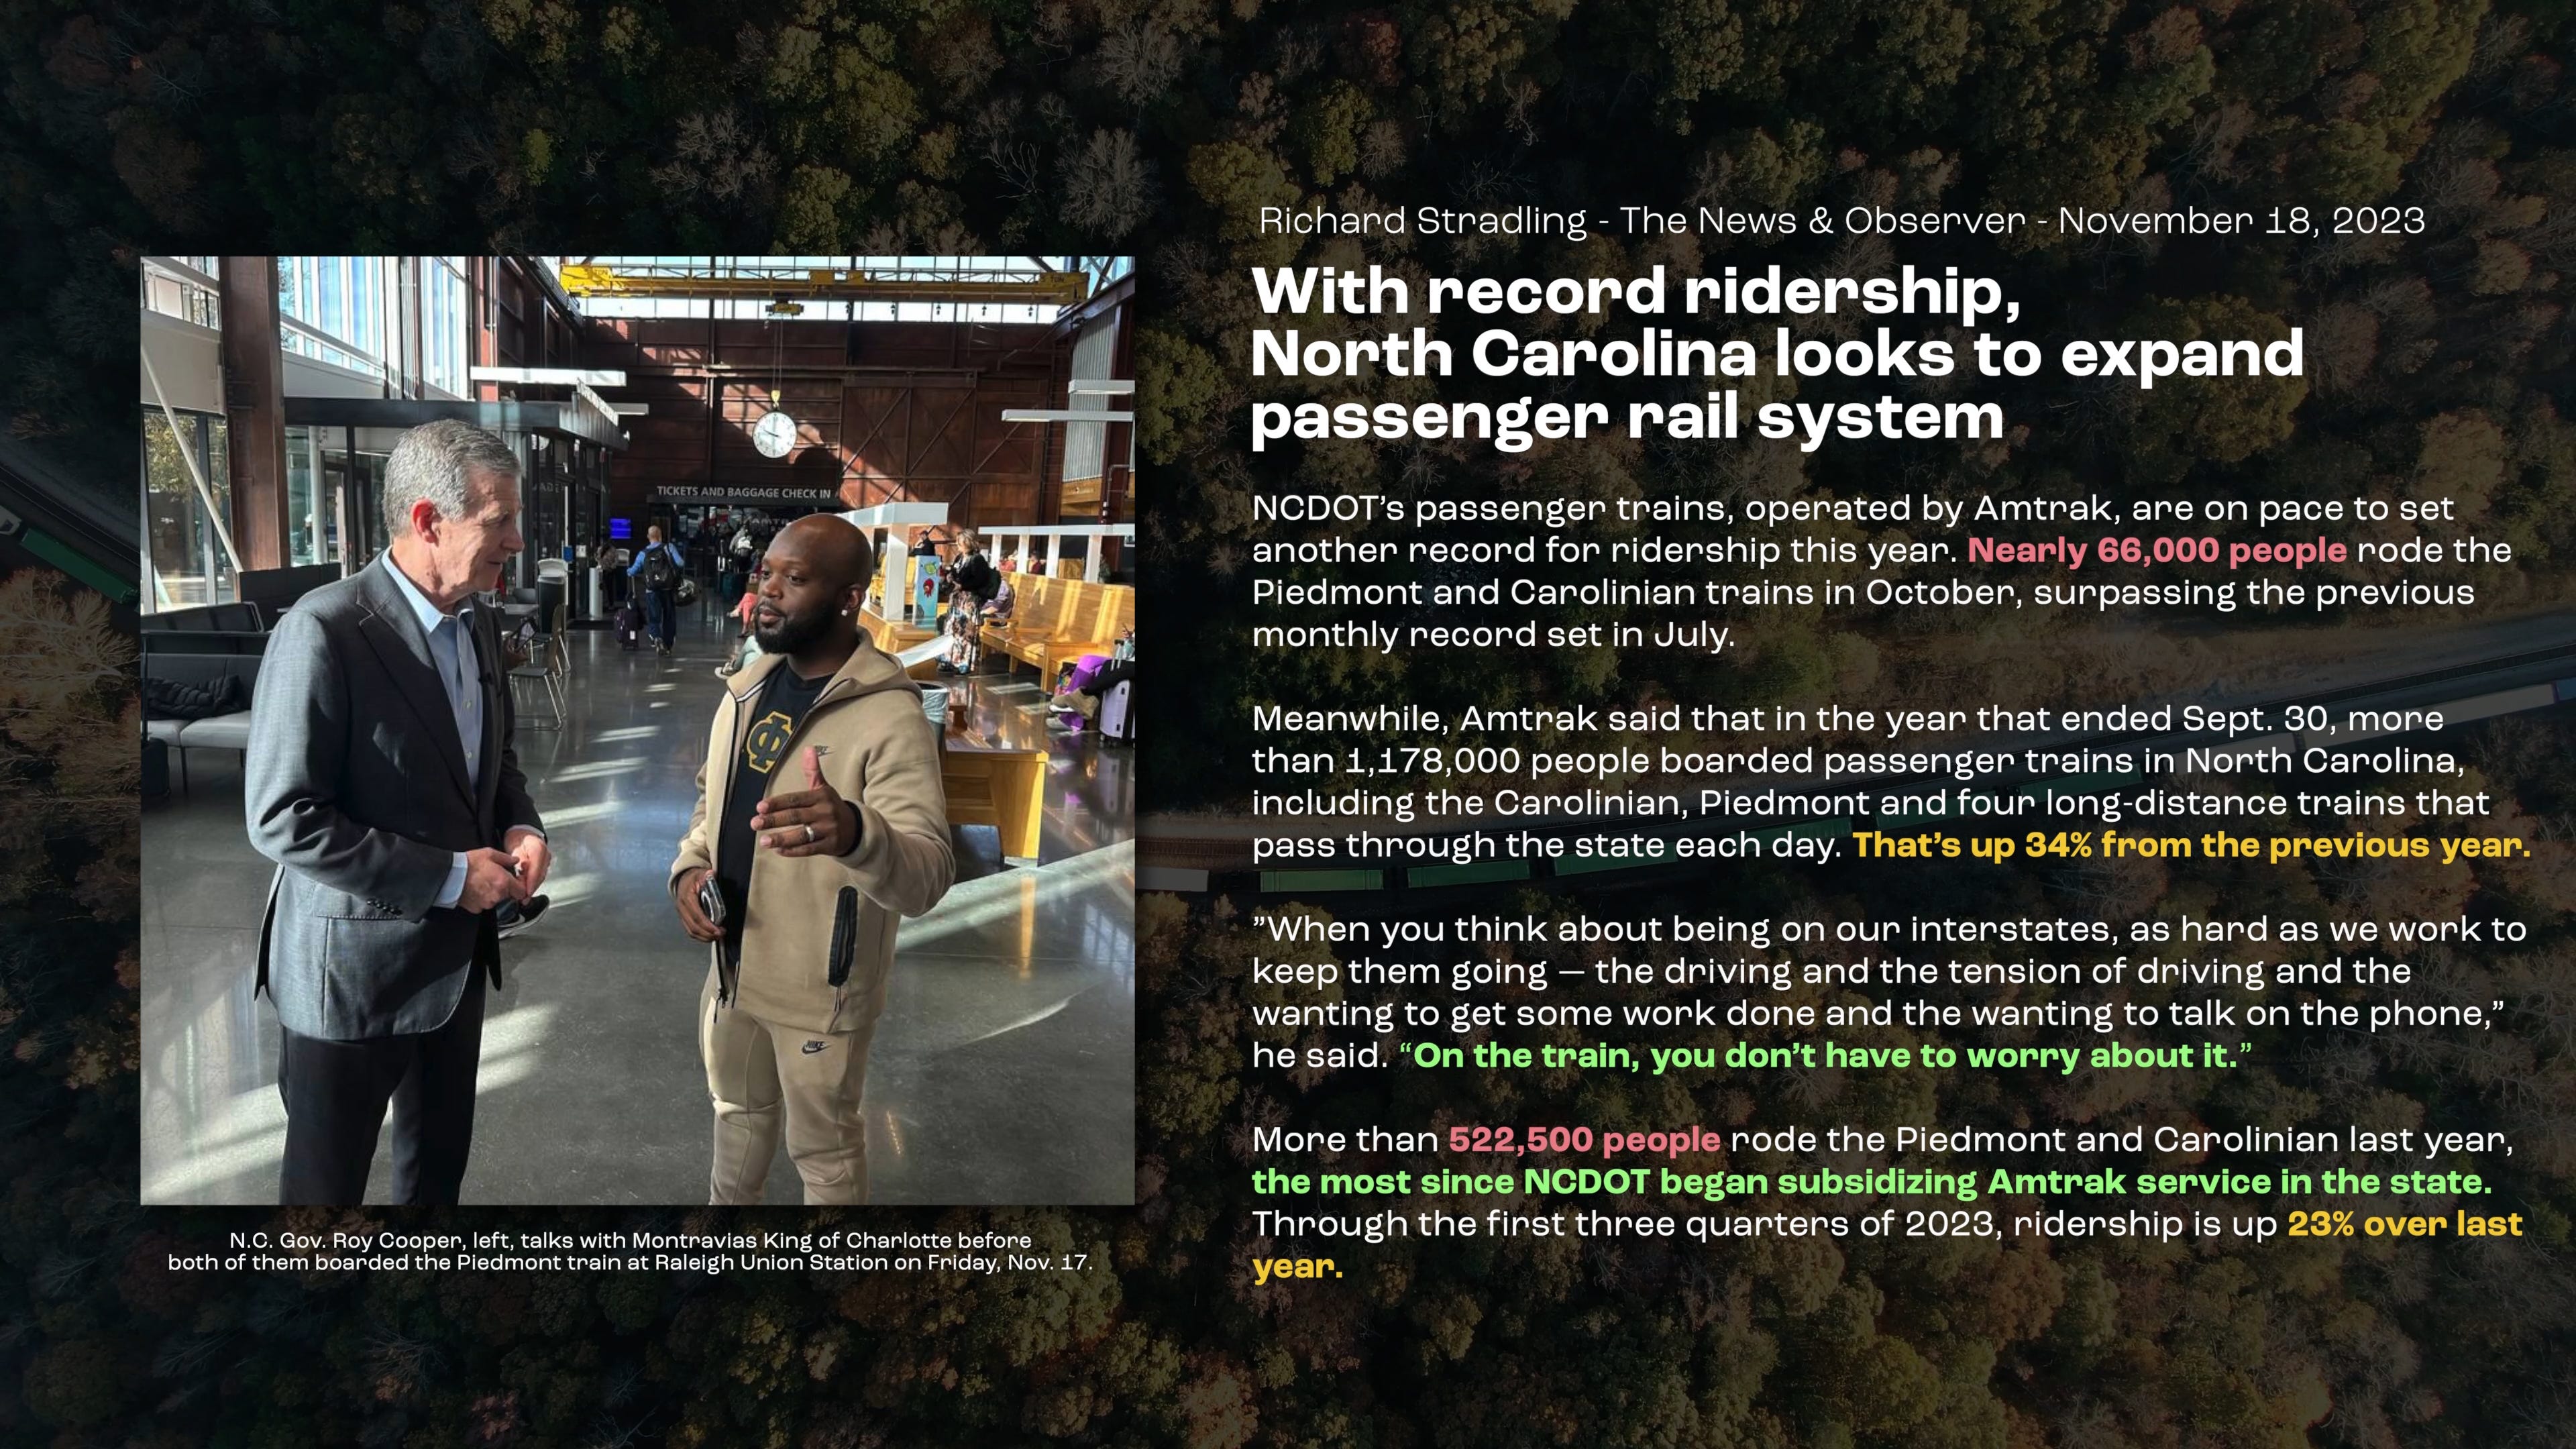 Richard Stradling - The News & Observer - November 18, 2023
With record ridership,
North Carolina looks to expand
passenger rail system
NCDOT’s passenger trains, operated by Amtrak, are on pace to set
another record for ridership this year. Nearly 66,000 people rode the
Piedmont and Carolinian trains in October, surpassing the previous
monthly record set in July.
Meanwhile, Amtrak said that in the year that ended Sept. 30, more
than 1,178,000 people boarded passenger trains in North Carolina,
including the Carolinian, Piedmont and four long-distance trains that
pass through the state each day. That’s up 34% from the previous year.
”When you think about being on our interstates, as hard as we work to
keep them going — the driving and the tension of driving and the
wanting to get some work done and the wanting to talk on the phone,”
he said. “On the train, you don’t have to worry about it.”
More than 522,500 people rode the Piedmont and Carolinian last year,
the most since NCDOT began subsidizing Amtrak service in the state.
Through the first three quarters of 2023, ridership is up 23% over last
year.
TICKETS AND BAGGAGE CHECK IN
NIKE
NIKE
N.C. Gov. Roy Cooper, left, talks with Montravias King of Charlotte before
both of them boarded the Piedmont train at Raleigh Union Station on Friday, Nov. 17.